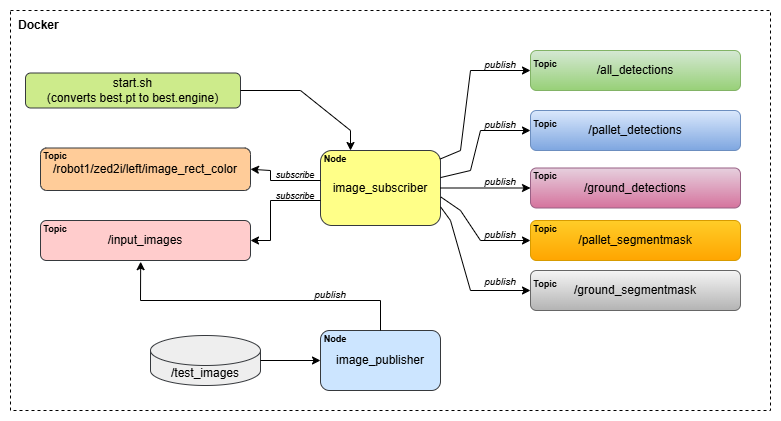 Docker
start.sh
（converts best.pt to best.engine）
Topic
/robot1/zed2i/left/image_rect_color
Topic
/input_images
subscribe
subscribe
Node
image_subscriber
publish
Topic
/all_detections
publish
Topic
/pallet_detections
publish
Topic
/ground_detections
publish
Topic
/pallet_segmentmask
publish
Topic
/ground_segmentmask
publish
/test_images
Node
image_publisher